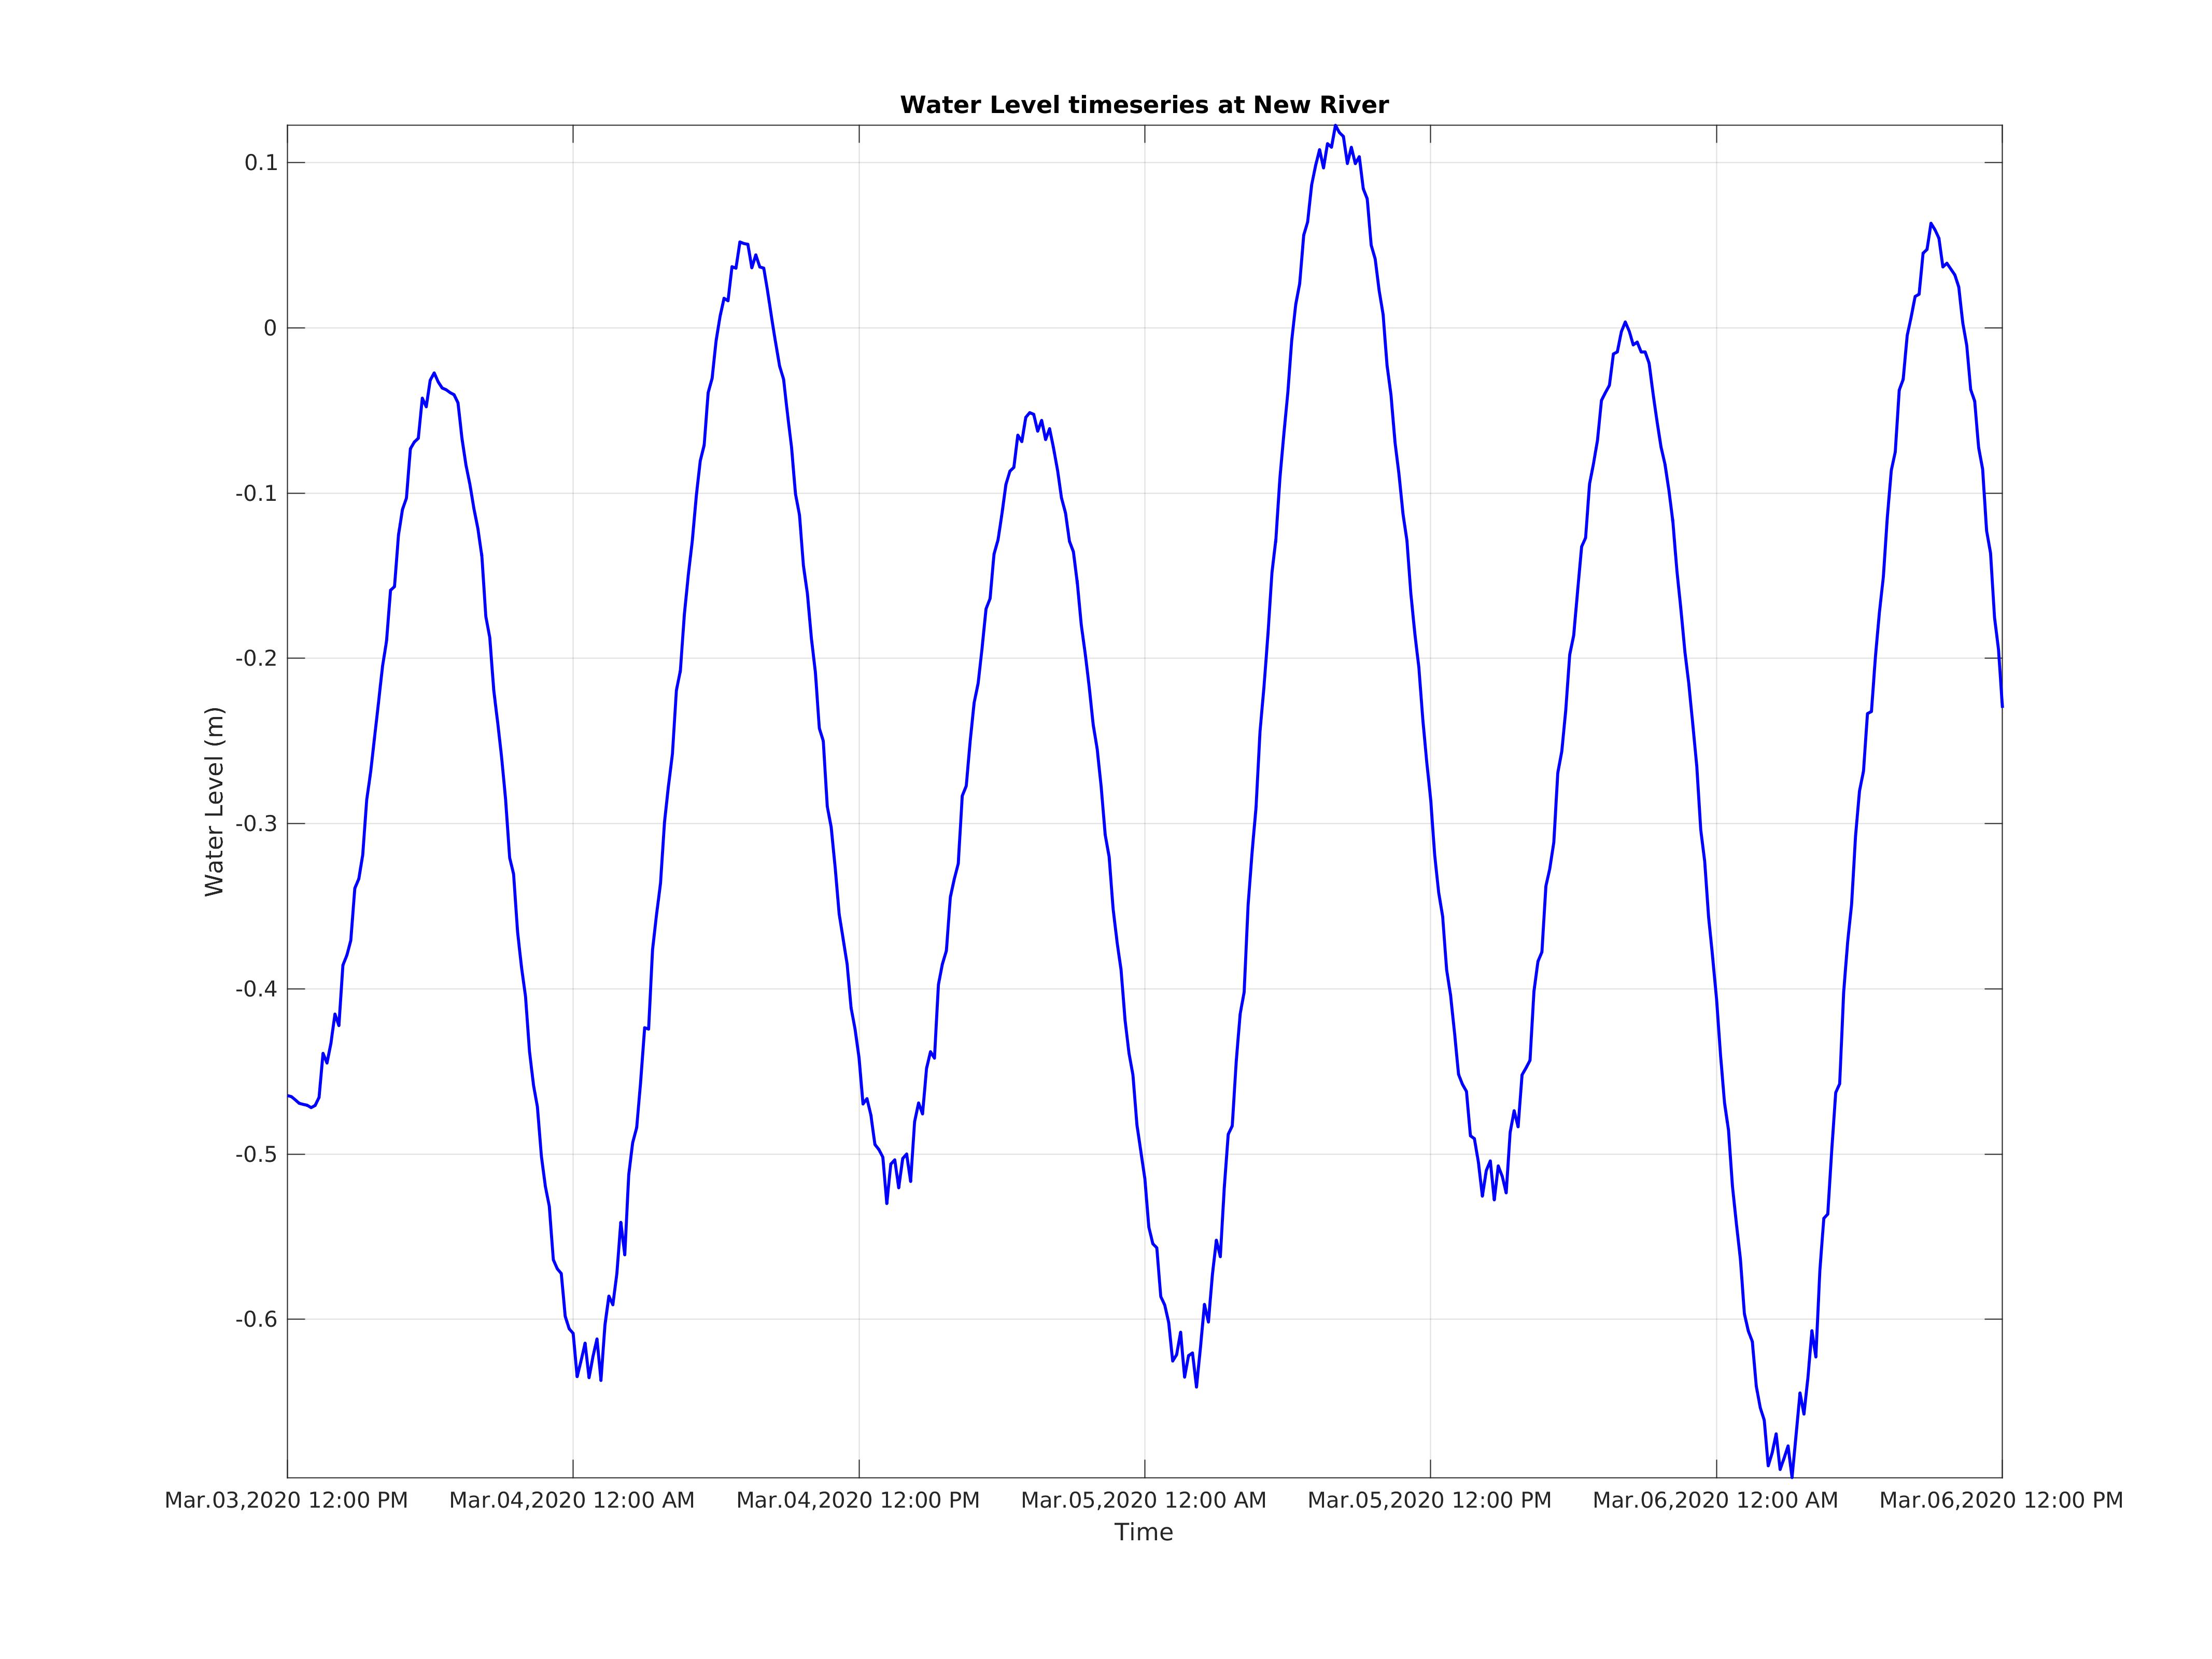 Water Level timeseries at New River
0.1
0
-0.1
-0.2
-0.3
-0.4
-0.5
-0.6
Water Level (m)
Mar.03,2020 12:00 PM Mar.04,2020 12:00 AM Mar.04,2020 12:00 PM Mar.05,2020 12:00 AM Mar.05,2020 12:00 PM Mar.06,2020 12:00 AM Mar.06,2020 12:00 PM
Time